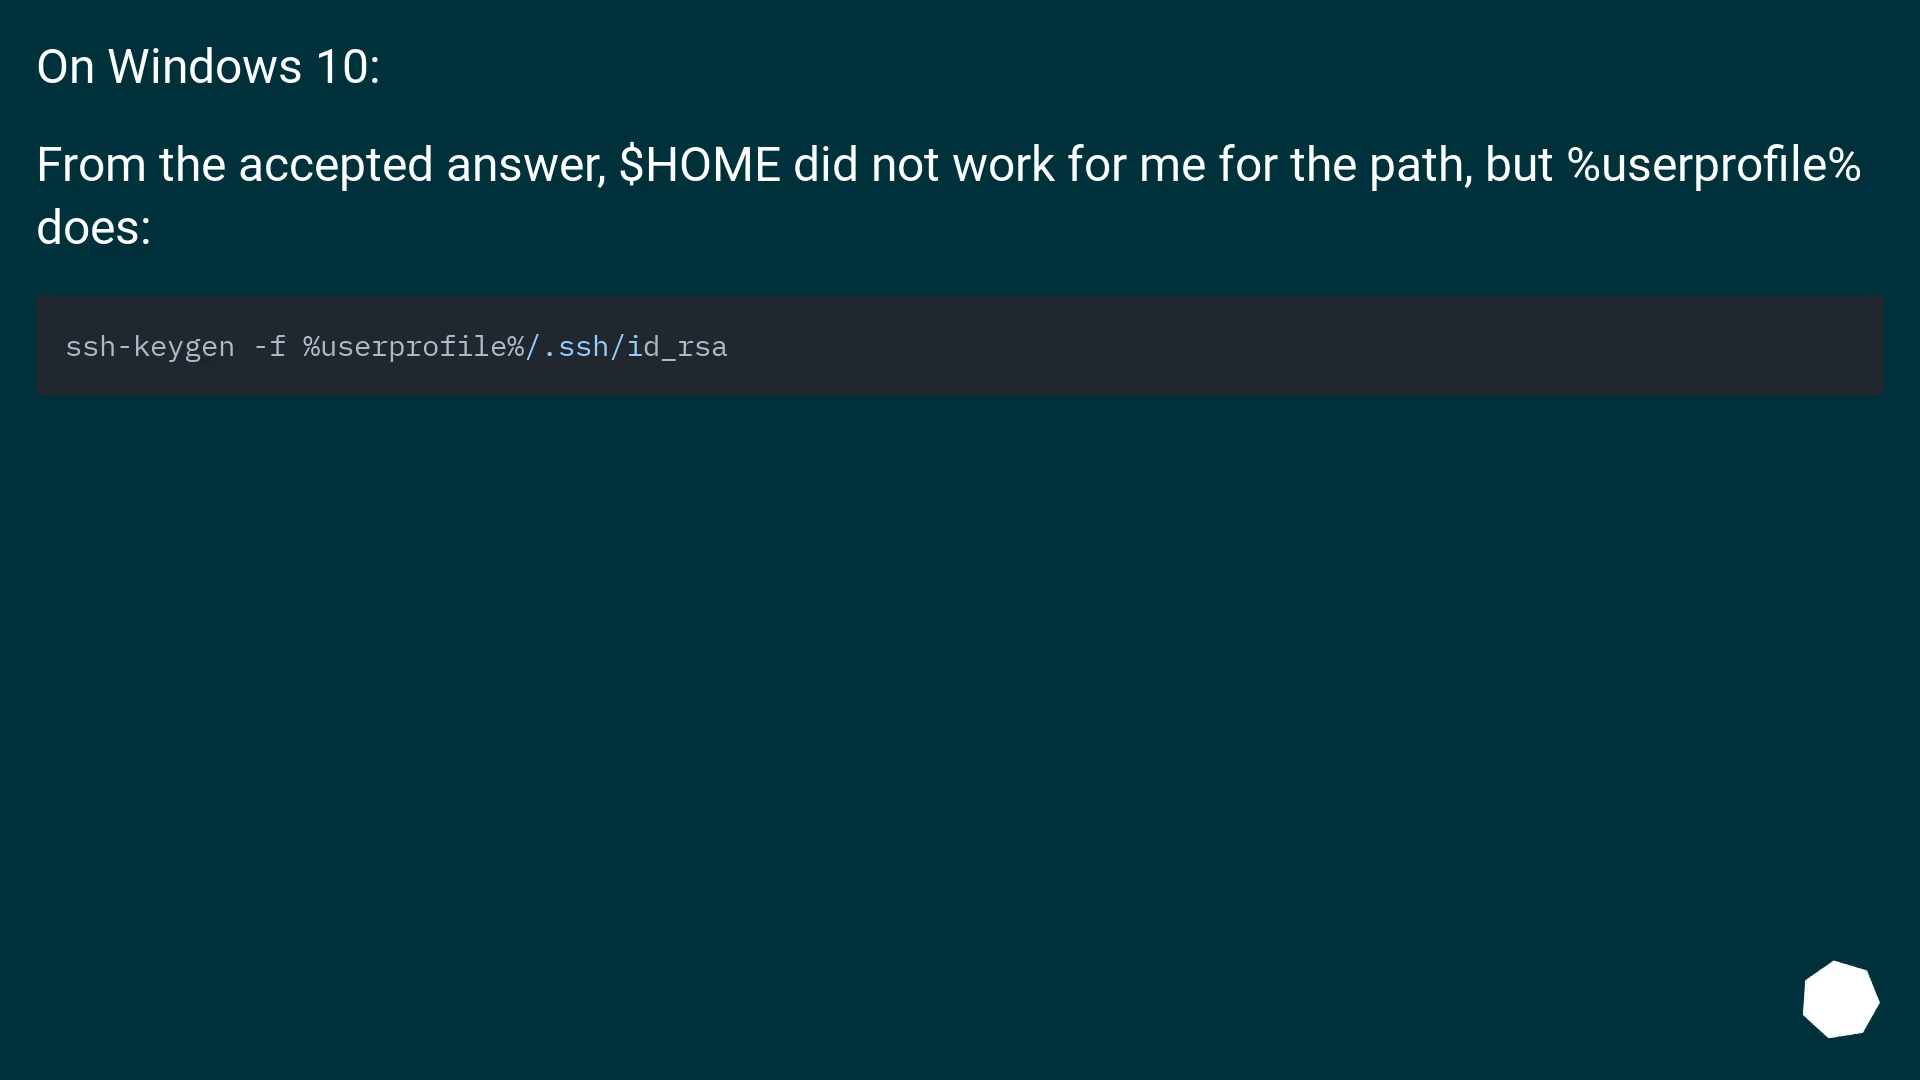 On Windows 10:
From the accepted answer, $HOME did not work for me for the path, but %userprofile%
does:
ssh-keygen -f %userprofile%/.ssh/id_rsa